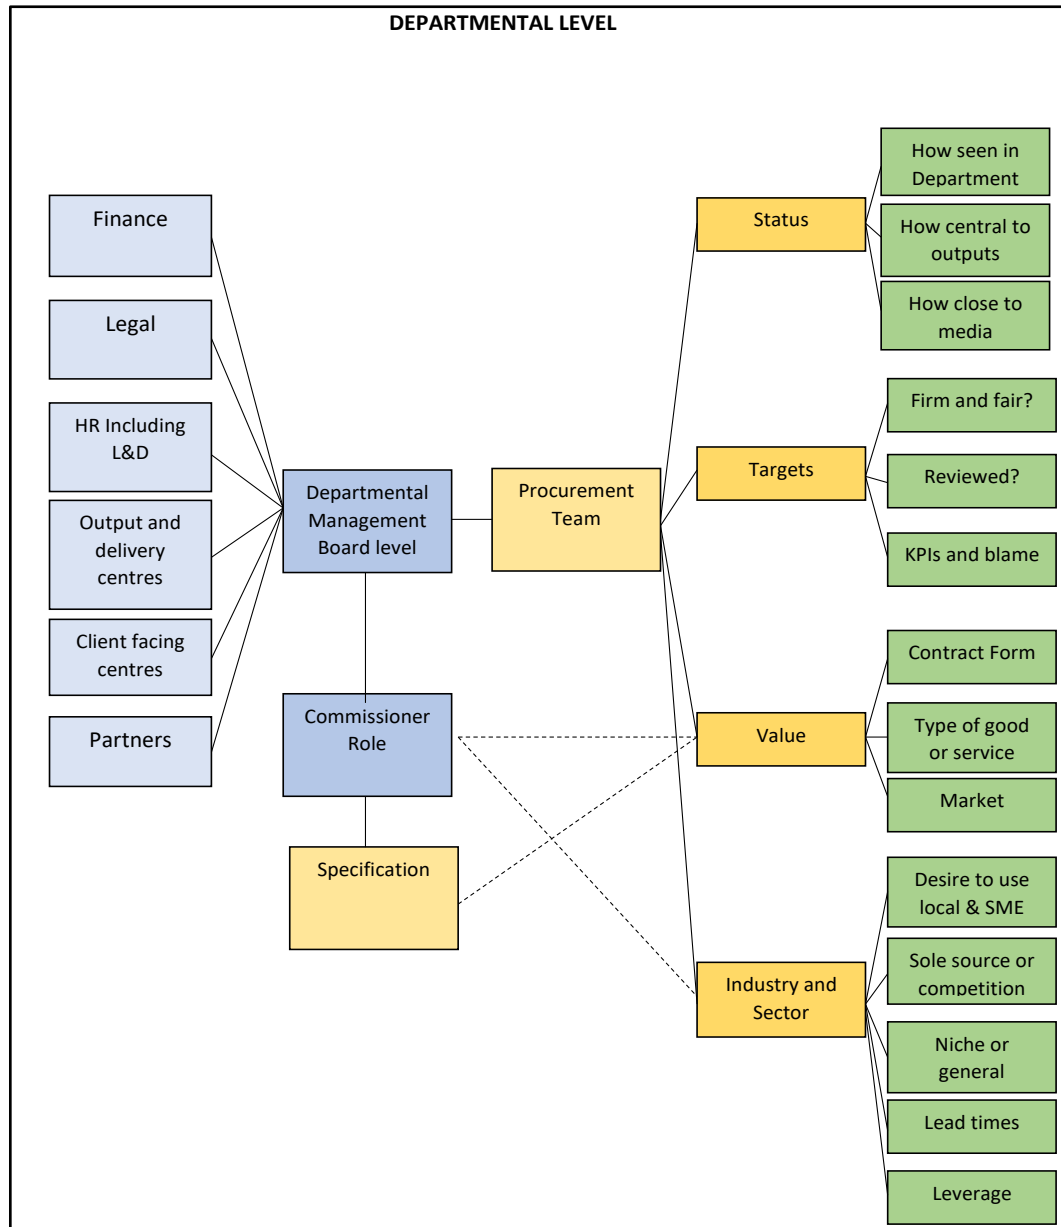 DEPARTMENTAL LEVEL
Finance
Legal
HR Including
L&D
Output and
delivery
centres
Client facing
centres
Partners
Departmental
Management
Board level
Commissioner
Role
Specification
Procurement
Team
Status
Targets
Value
Industry and
Sector
How seen in
Department
How central to
outputs
How close to
media
Firm and fair?
Reviewed?
KPIs and blame
Contract Form
Type of good
or service
Market
Desire to use
local & SME
Sole source or
competition
Niche or
general
Lead times
Leverage